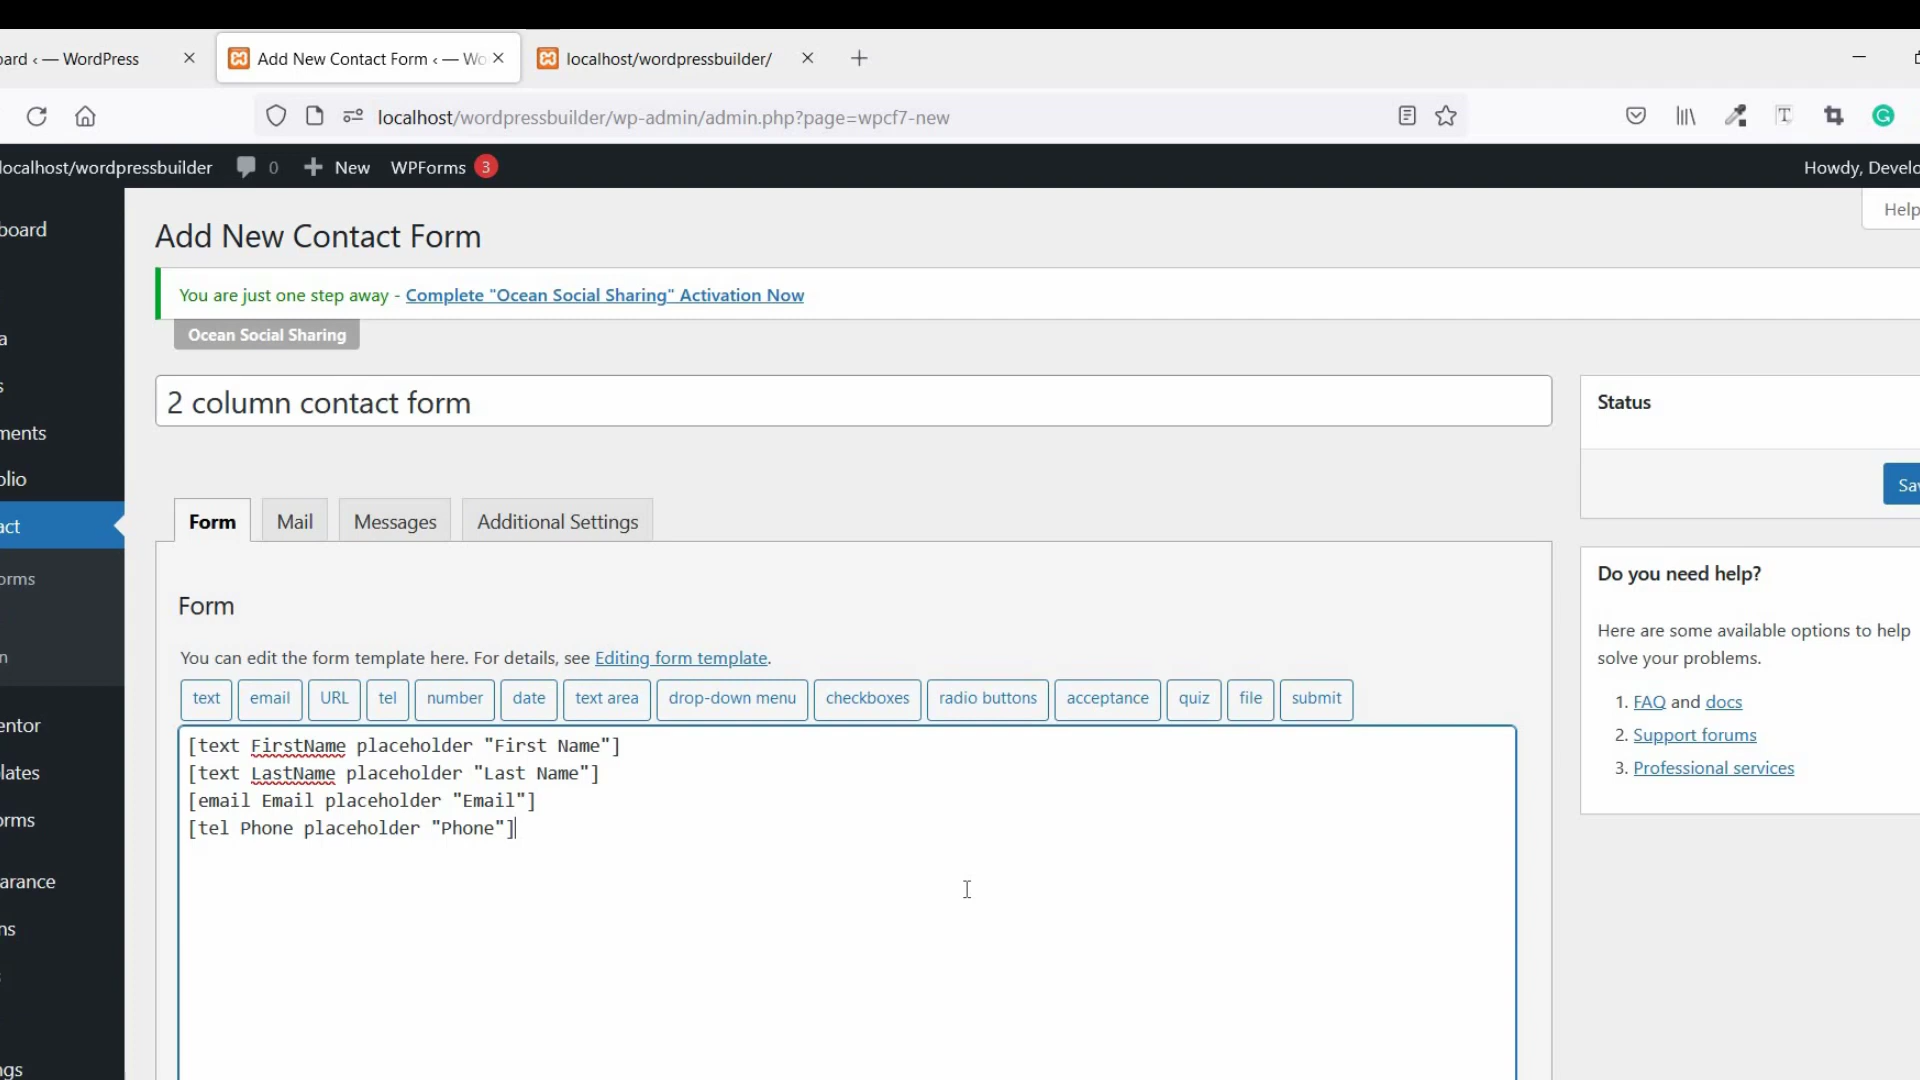 ard ‹ — WordPress
Add New Contact Form ‹ — Wo
localhost/wordpressbuilder/
localhost/wordpressbuilder/wp-admin/admin.php?page=wpcf7-new
localhost/wordpressbuilder
0
New
WPForms
3
Howdy, Develo
Help
board
a
s
ments
olio
act
orms
n
entor
lates
orms
arance
ns
ngs
Add New Contact Form
You are just one step away - Complete "Ocean Social Sharing" Activation Now
Ocean Social Sharing
2 column contact form
Form
Mail
Messages
Additional Settings
Form
You can edit the form template here. For details, see Editing form template.
text
email
URL
tel
number
date
text area
drop-down menu
checkboxes
radio buttons
acceptance
quiz
file
submit
[text FirstName placeholder "First Name"]
[text LastName placeholder "Last Name"]
[email Email placeholder "Email"]
[tel Phone placeholder "Phone"]
Status
Sav
Do you need help?
Here are some available options to help
solve your problems.
1. FAQ and docs
2. Support forums
3. Professional services